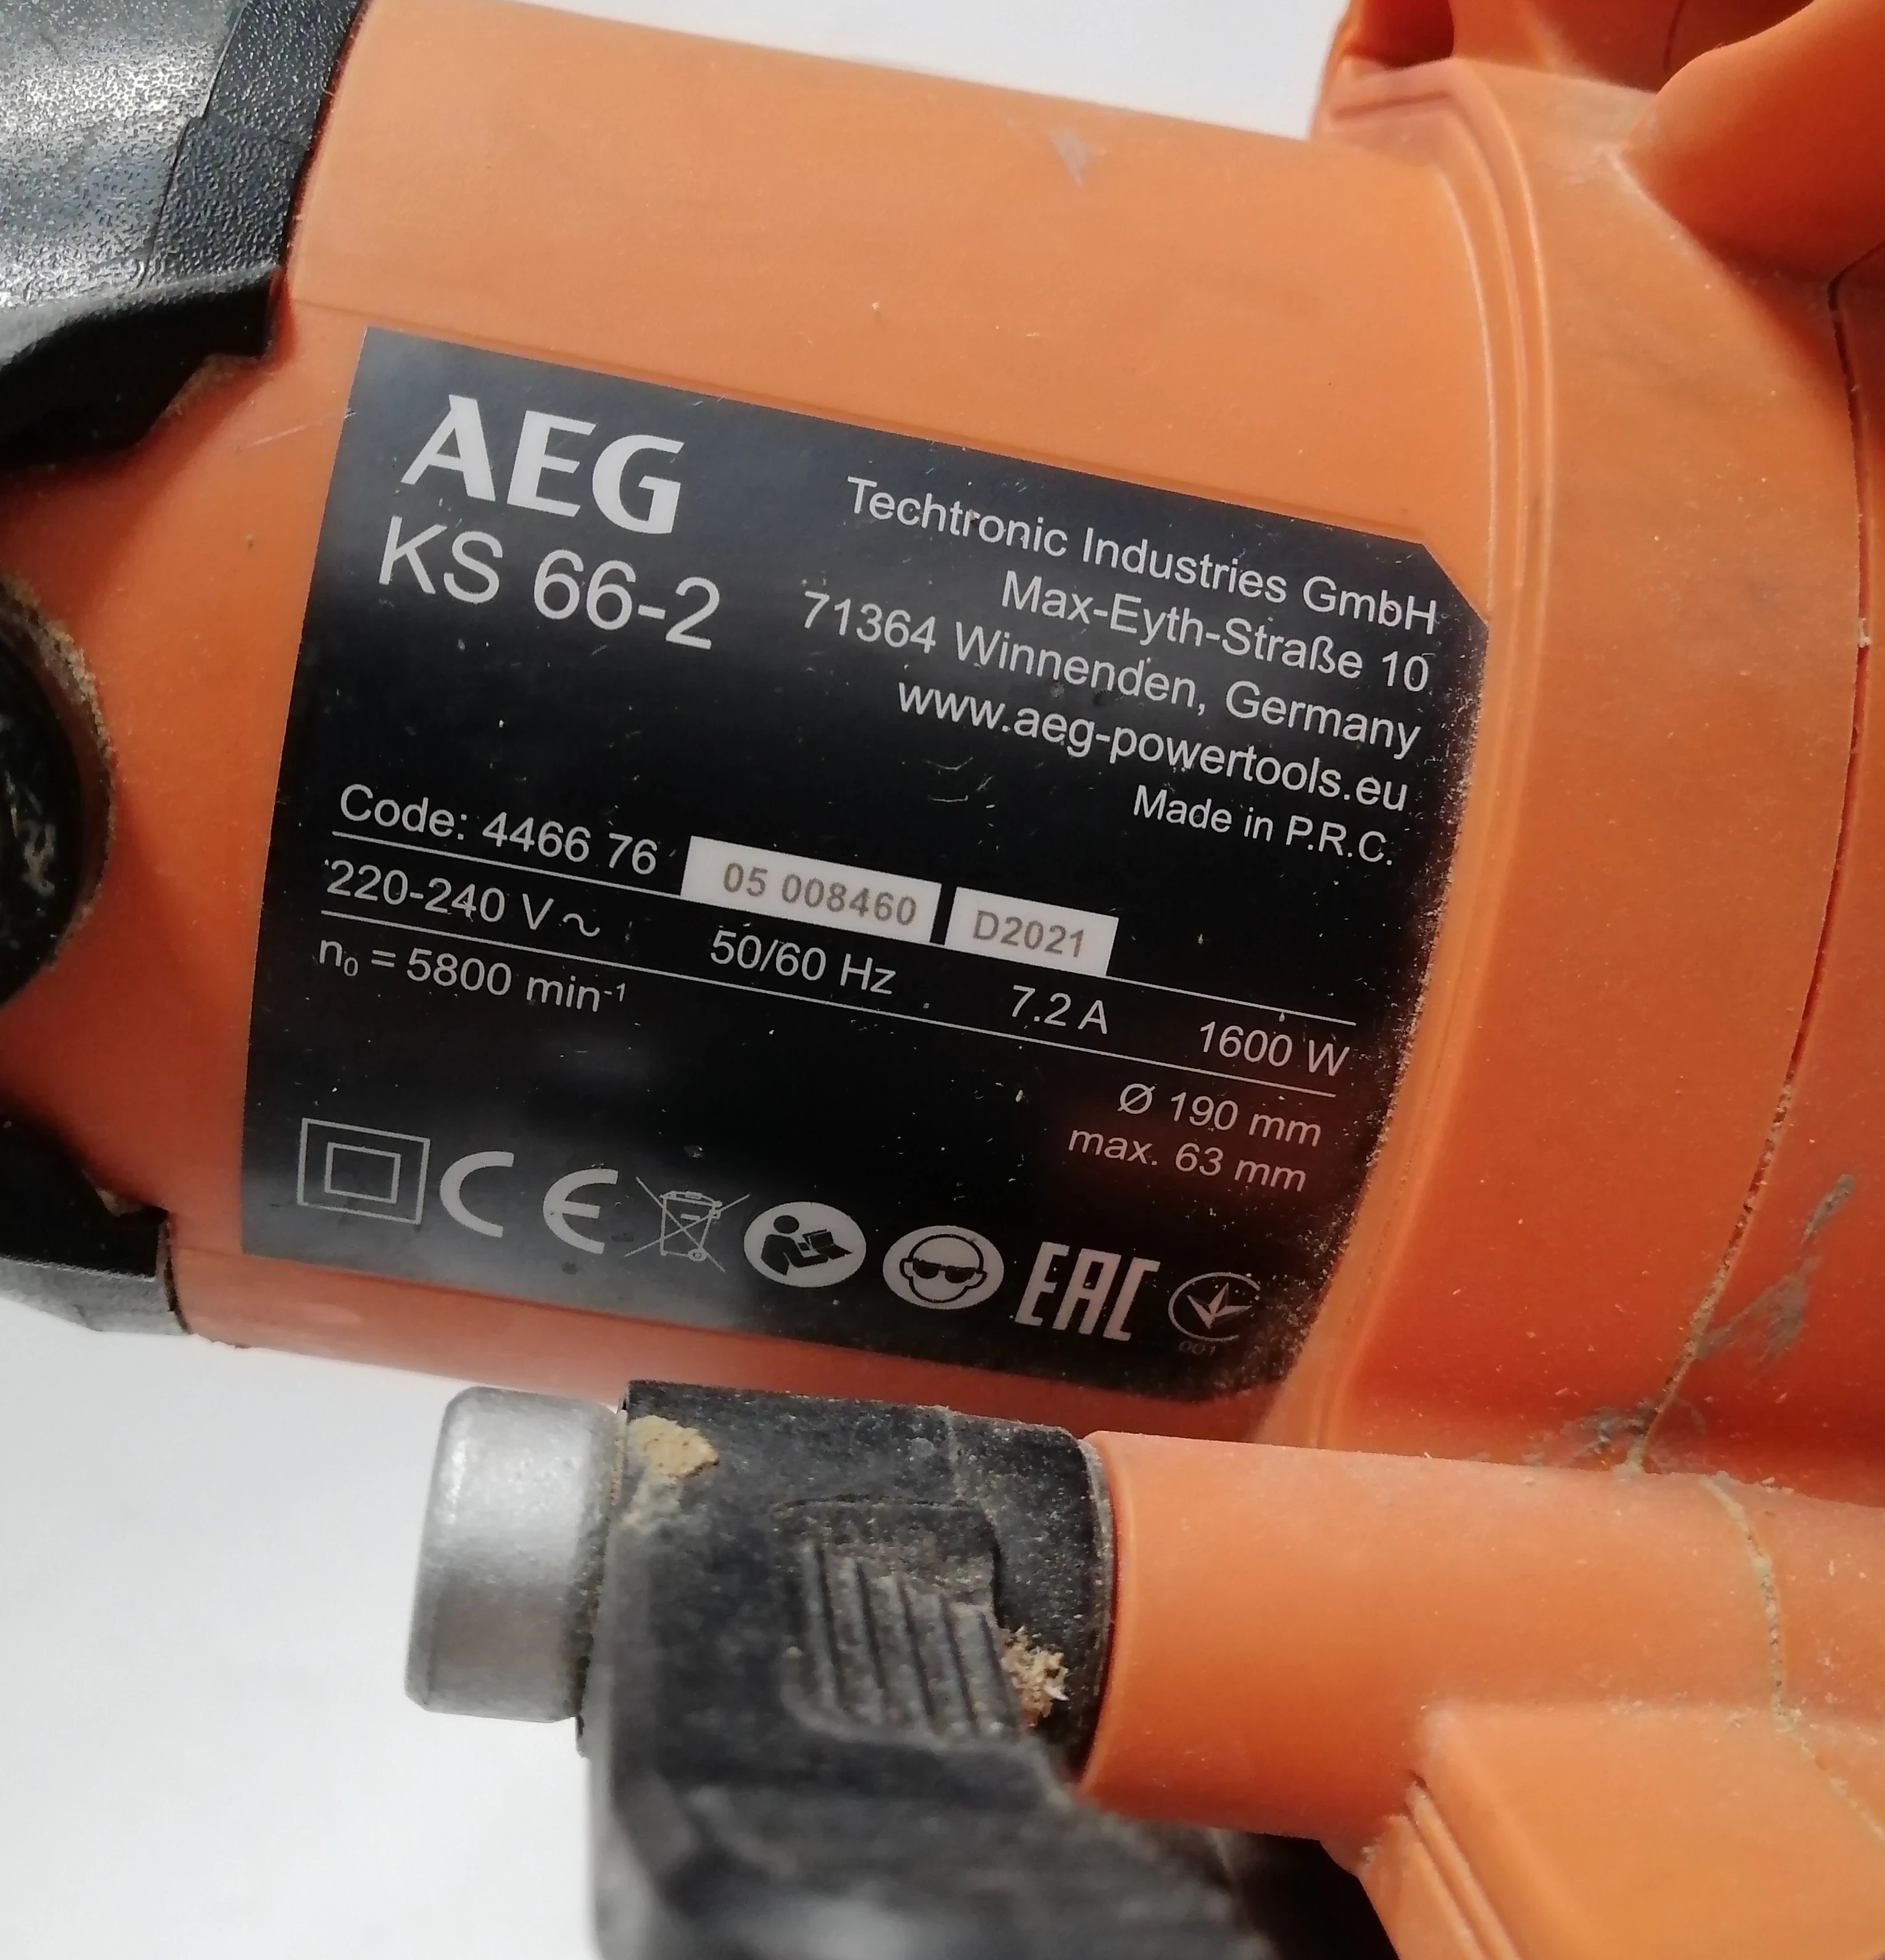 AEG
KS 66-2
Techtronic Industries GmbH
Max-Eyth-Straße 10
71364 Winnenden, Germany
www.aeg-powertools.eu
Made in P.R.C.
Code: 4466 76 05 008460 D2021
220-240 V ~ 50/60 Hz 7.2 A 1600 W
n₀ = 5800 min⁻¹
Ø 190 mm
max. 63 mm
CE
EAC
001